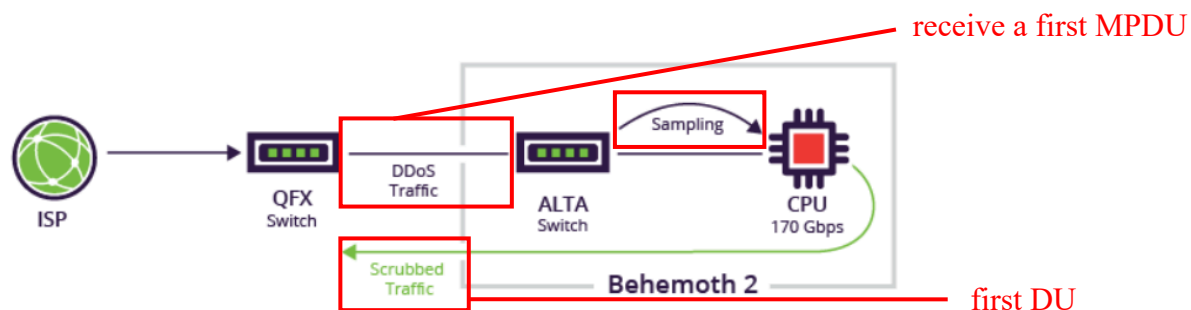 receive a first MPDU
Sampling
DDoS
Traffic
ISP
QFX
Switch
ALTA
Switch
CPU
170 Gbps
Scrubbed
Traffic
Behemoth 2
first DU